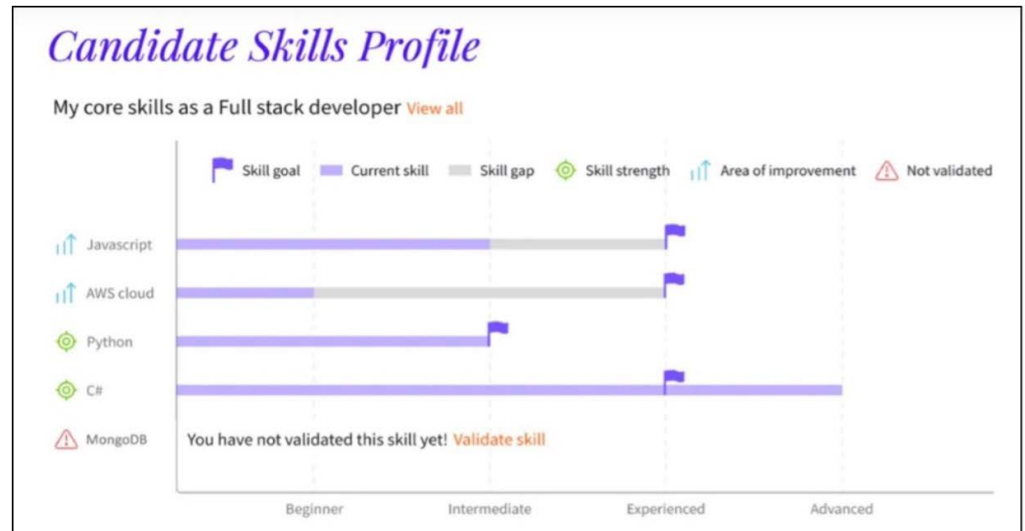 Candidate Skills Profile
My core skills as a Full stack developer View all
Skill goal Current skill Skill gap Skill strength Area of improvement Not validated
Javascript
AWS cloud
Python
C#
MongoDB You have not validated this skill yet! Validate skill
Beginner Intermediate Experienced Advanced